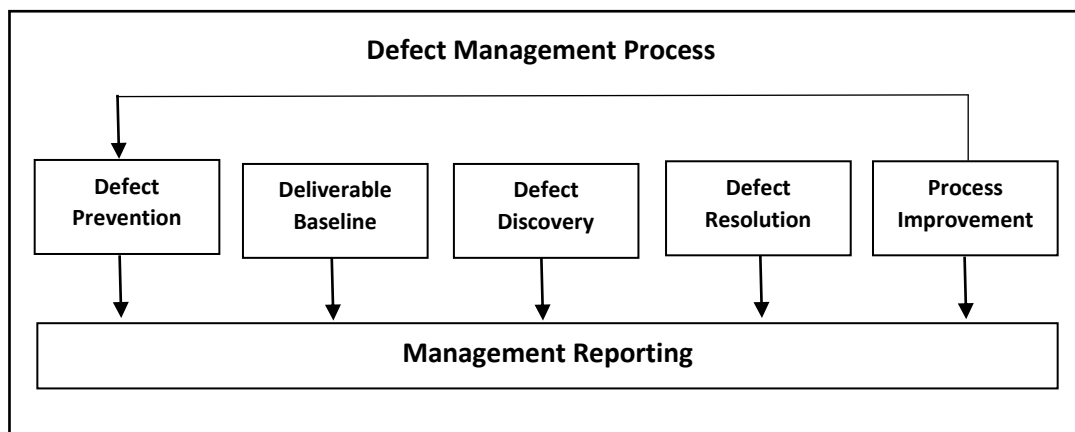 Defect Management Process
Defect
Prevention
Deliverable
Baseline
Defect
Discovery
Defect
Resolution
Process
Improvement
Management Reporting